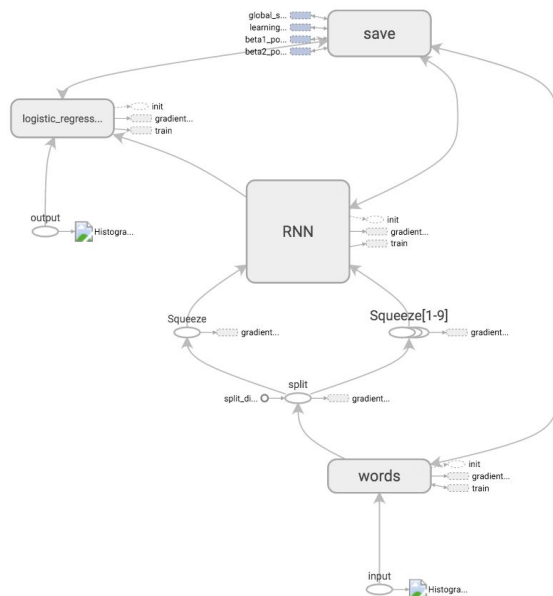 global_s...
learning...
beta1_po...
beta2_po...
save
logistic_regress...
init
gradient...
train
output
Histogra...
RNN
init
gradient...
train
Squeeze
gradient...
Squeeze[1-9]
gradient...
split
split_di...
gradient...
words
init
gradient...
train
input
Histogra...